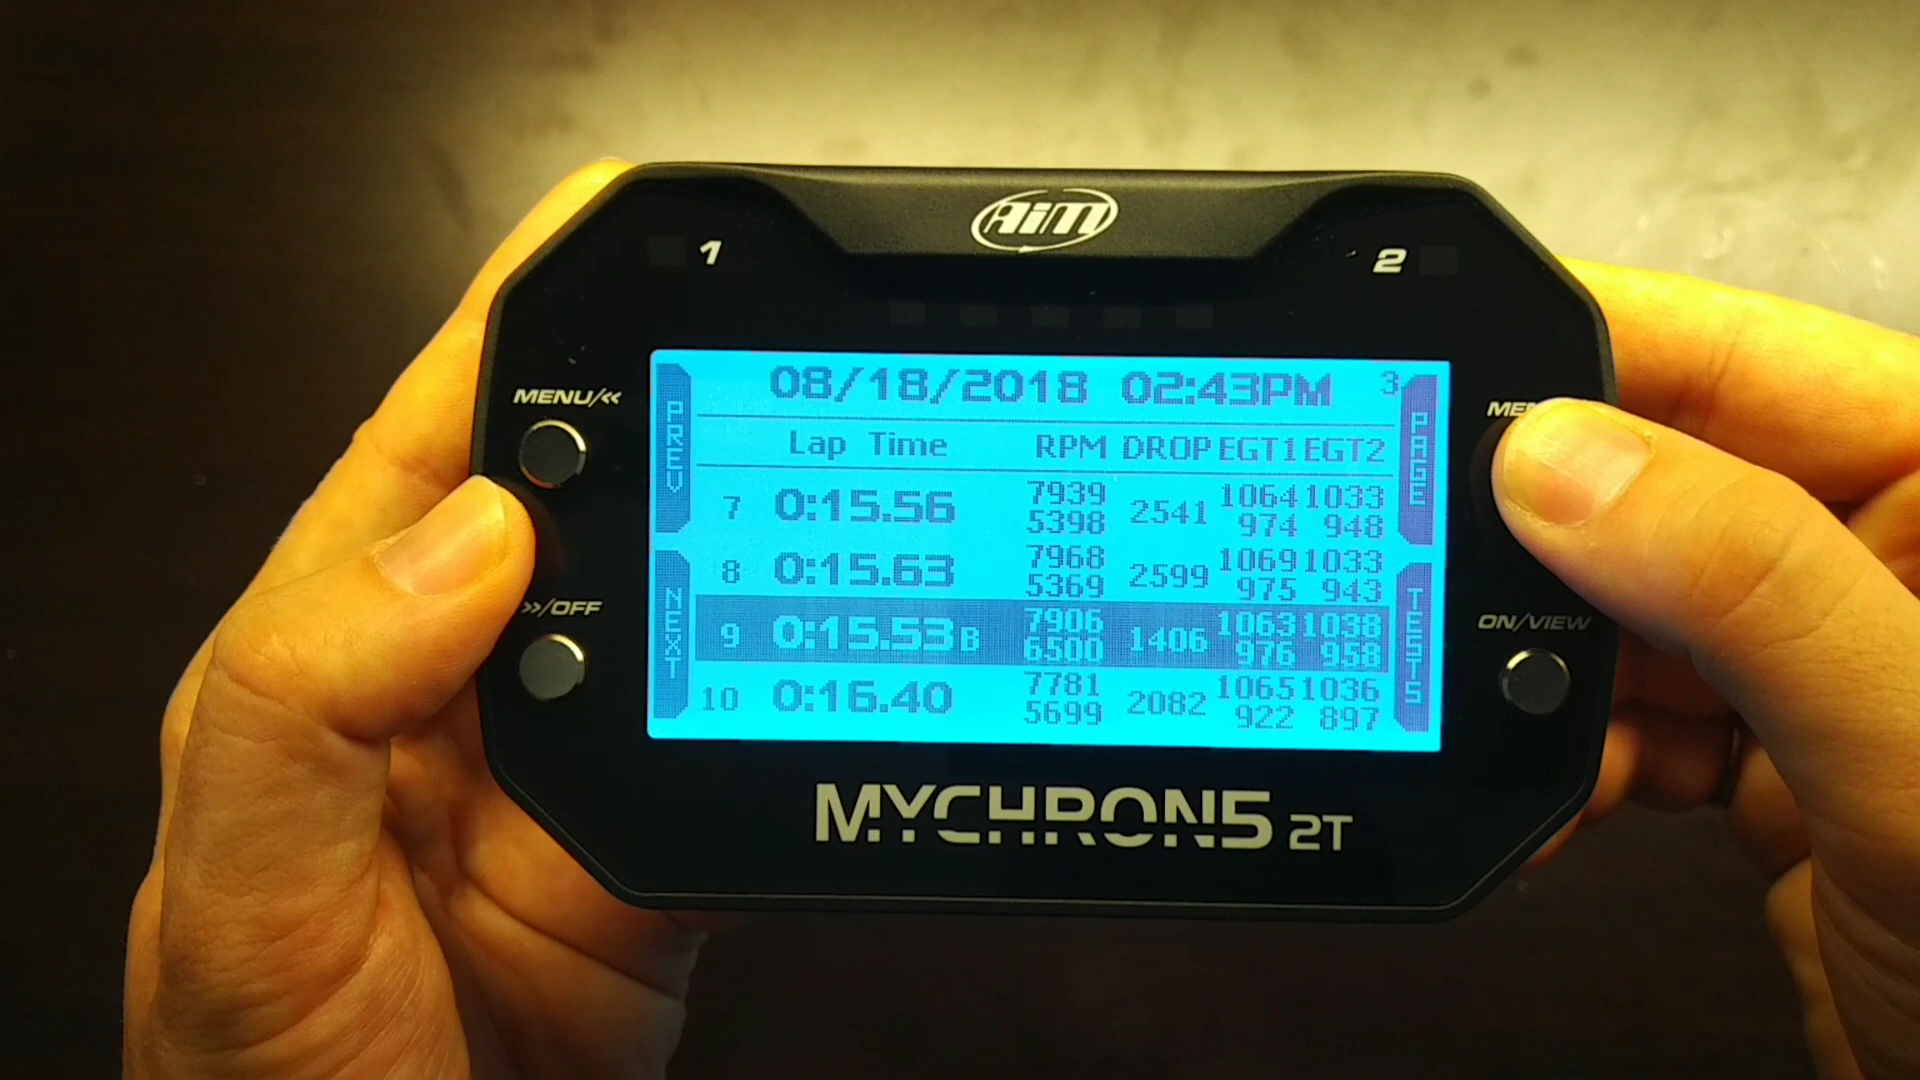 AiM
1 2
MENU/<<
>>/OFF
ME
ON/VIEW
PREV
NEXT
PAGE
TESTS
08/18/2018 02:43PM 3
Lap Time RPM DROP EGT1 EGT2
7 0:15.56 7939 5398 2541 1064 974 1033 948
8 0:15.63 7968 5369 2599 1069 975 1033 943
9 0:15.53 B 7906 6500 1406 1063 976 1038 958
10 0:16.40 7781 5699 2082 1065 922 1036 897
MYCHRON5 2T